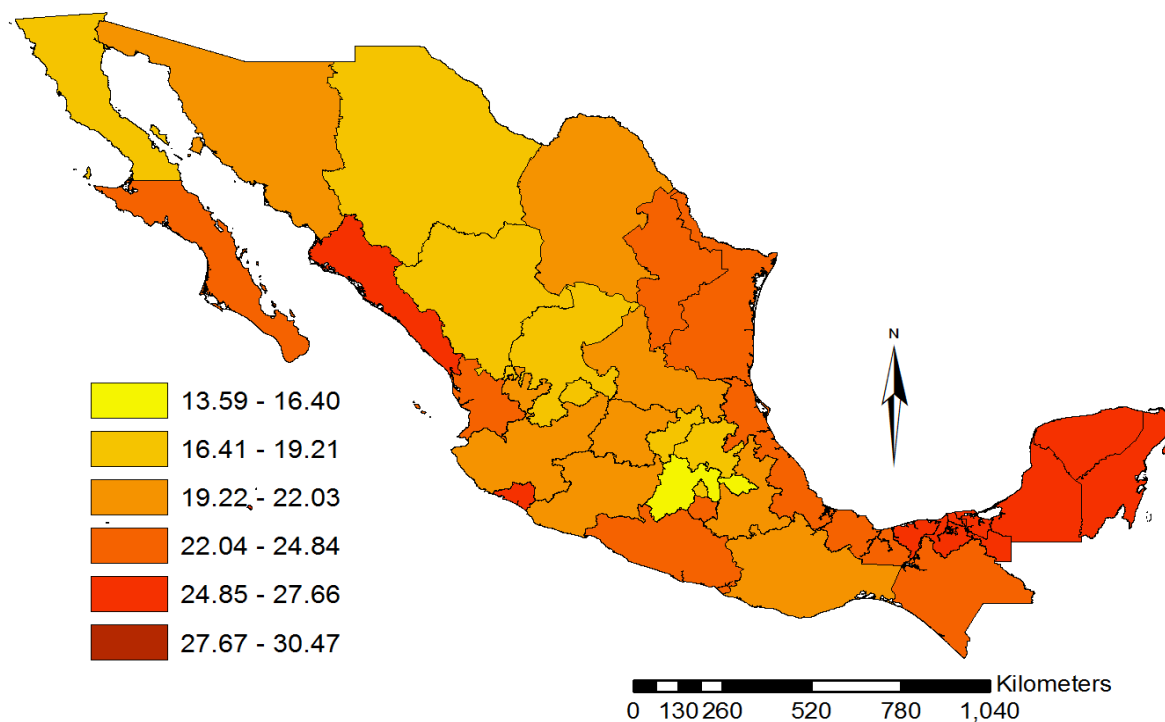 N
13.59 - 16.40
16.41 - 19.21
19.22 - 22.03
22.04 - 24.84
24.85 - 27.66
27.67 - 30.47
Kilometers
0 130 260 520 780 1,040